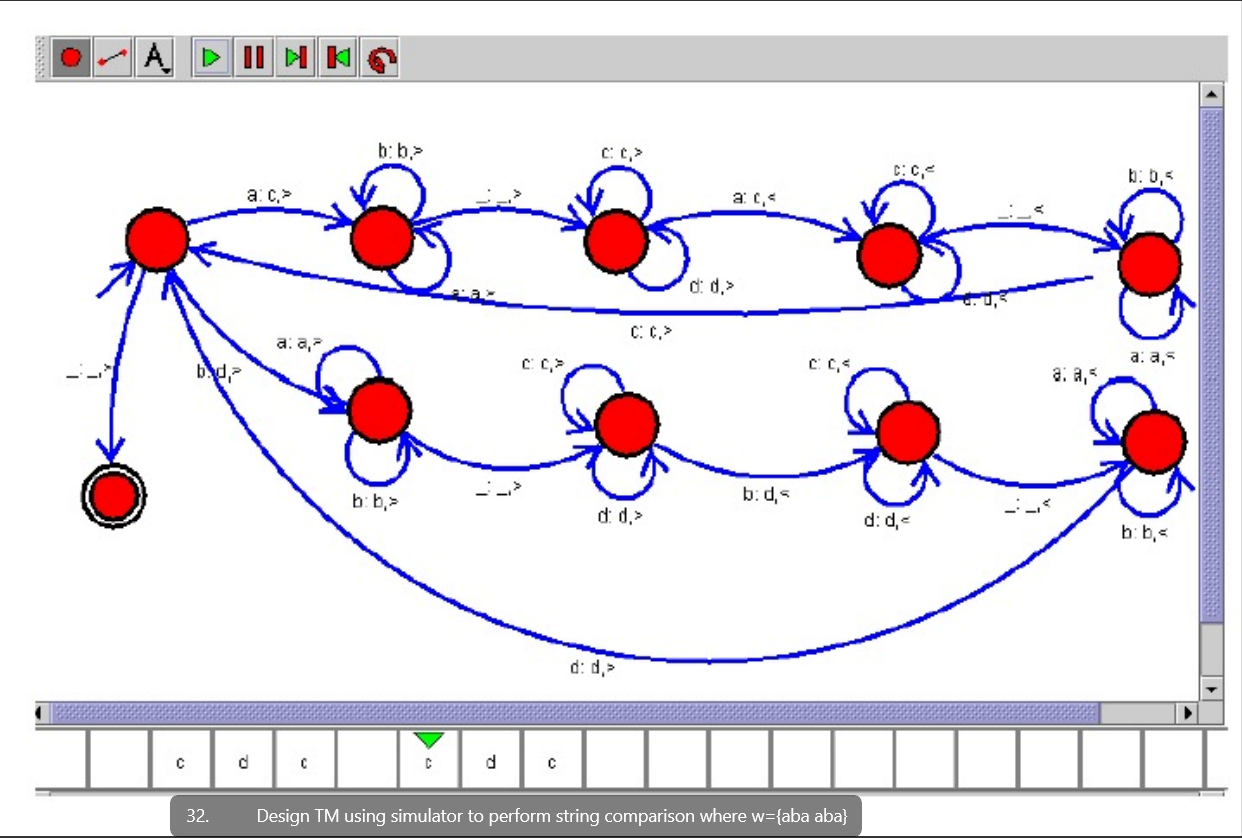 A
b: b,>
c: c,>
c: c,<
b: b,<
a: c,>
_: _,>
a: c,<
_: _,<
a: a,>
d: d,>
d: d,<
c: c,>
a: a,<
_: _,>
b: d,>
a: a,>
c: c,>
c: c,<
a: a,<
b: b,>
_: _,>
d: d,>
b: d,<
d: d,<
_: _,<
b: b,<
d: d,>
c d c c d c
32. Design TM using simulator to perform string comparison where w={aba aba}